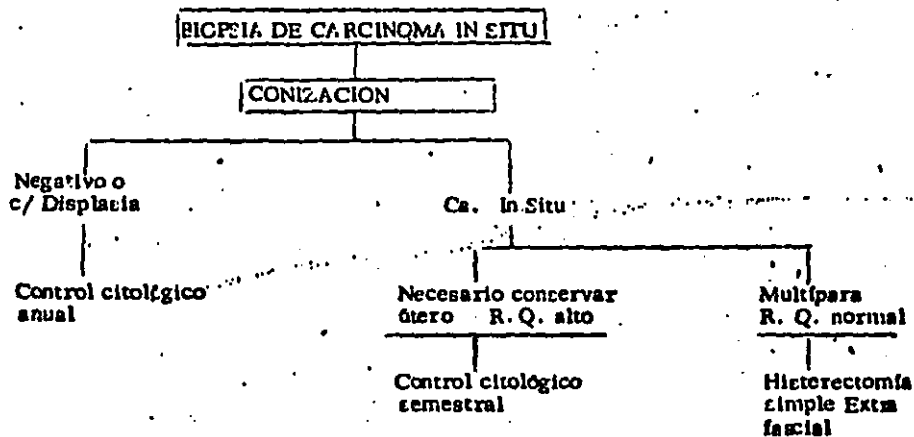 BIOPSIA DE CARCINOMA IN SITU
CONIZACION
Negativo o
c/ Displasia
Ca. In Situ
Control citológico
anual
Necesario conservar
útero R. Q. alto
Multípara
R. Q. normal
Control citológico
semestral
Histerectomía
simple Extra
fascial